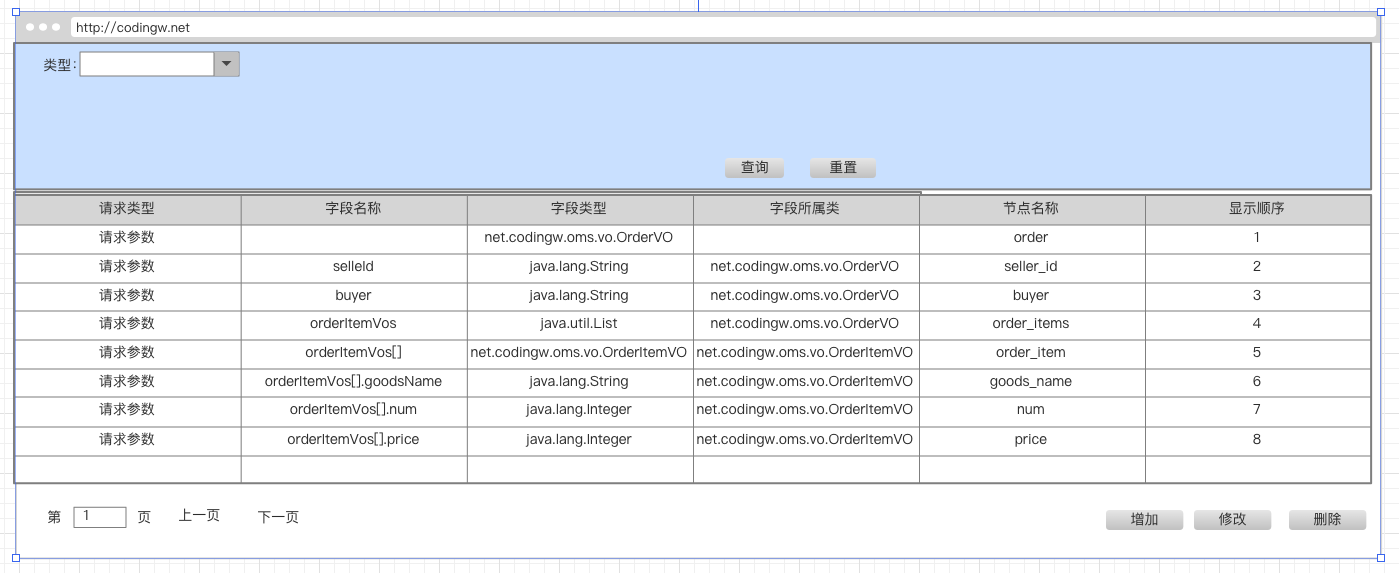 http://codingw.net
类型:
查询 重置
请求类型 字段名称 字段类型 字段所属类 节点名称 显示顺序
请求参数 net.codingw.oms.vo.OrderVO order 1
请求参数 selleId java.lang.String net.codingw.oms.vo.OrderVO seller_id 2
请求参数 buyer java.lang.String net.codingw.oms.vo.OrderVO buyer 3
请求参数 orderItemVos java.util.List net.codingw.oms.vo.OrderVO order_items 4
请求参数 orderItemVos[] net.codingw.oms.vo.OrderItemVO net.codingw.oms.vo.OrderItemVO order_item 5
请求参数 orderItemVos[].goodsName java.lang.String net.codingw.oms.vo.OrderItemVO goods_name 6
请求参数 orderItemVos[].num java.lang.Integer net.codingw.oms.vo.OrderItemVO num 7
请求参数 orderItemVos[].price java.lang.Integer net.codingw.oms.vo.OrderItemVO price 8
第 1 页 上一页 下一页 增加 修改 删除